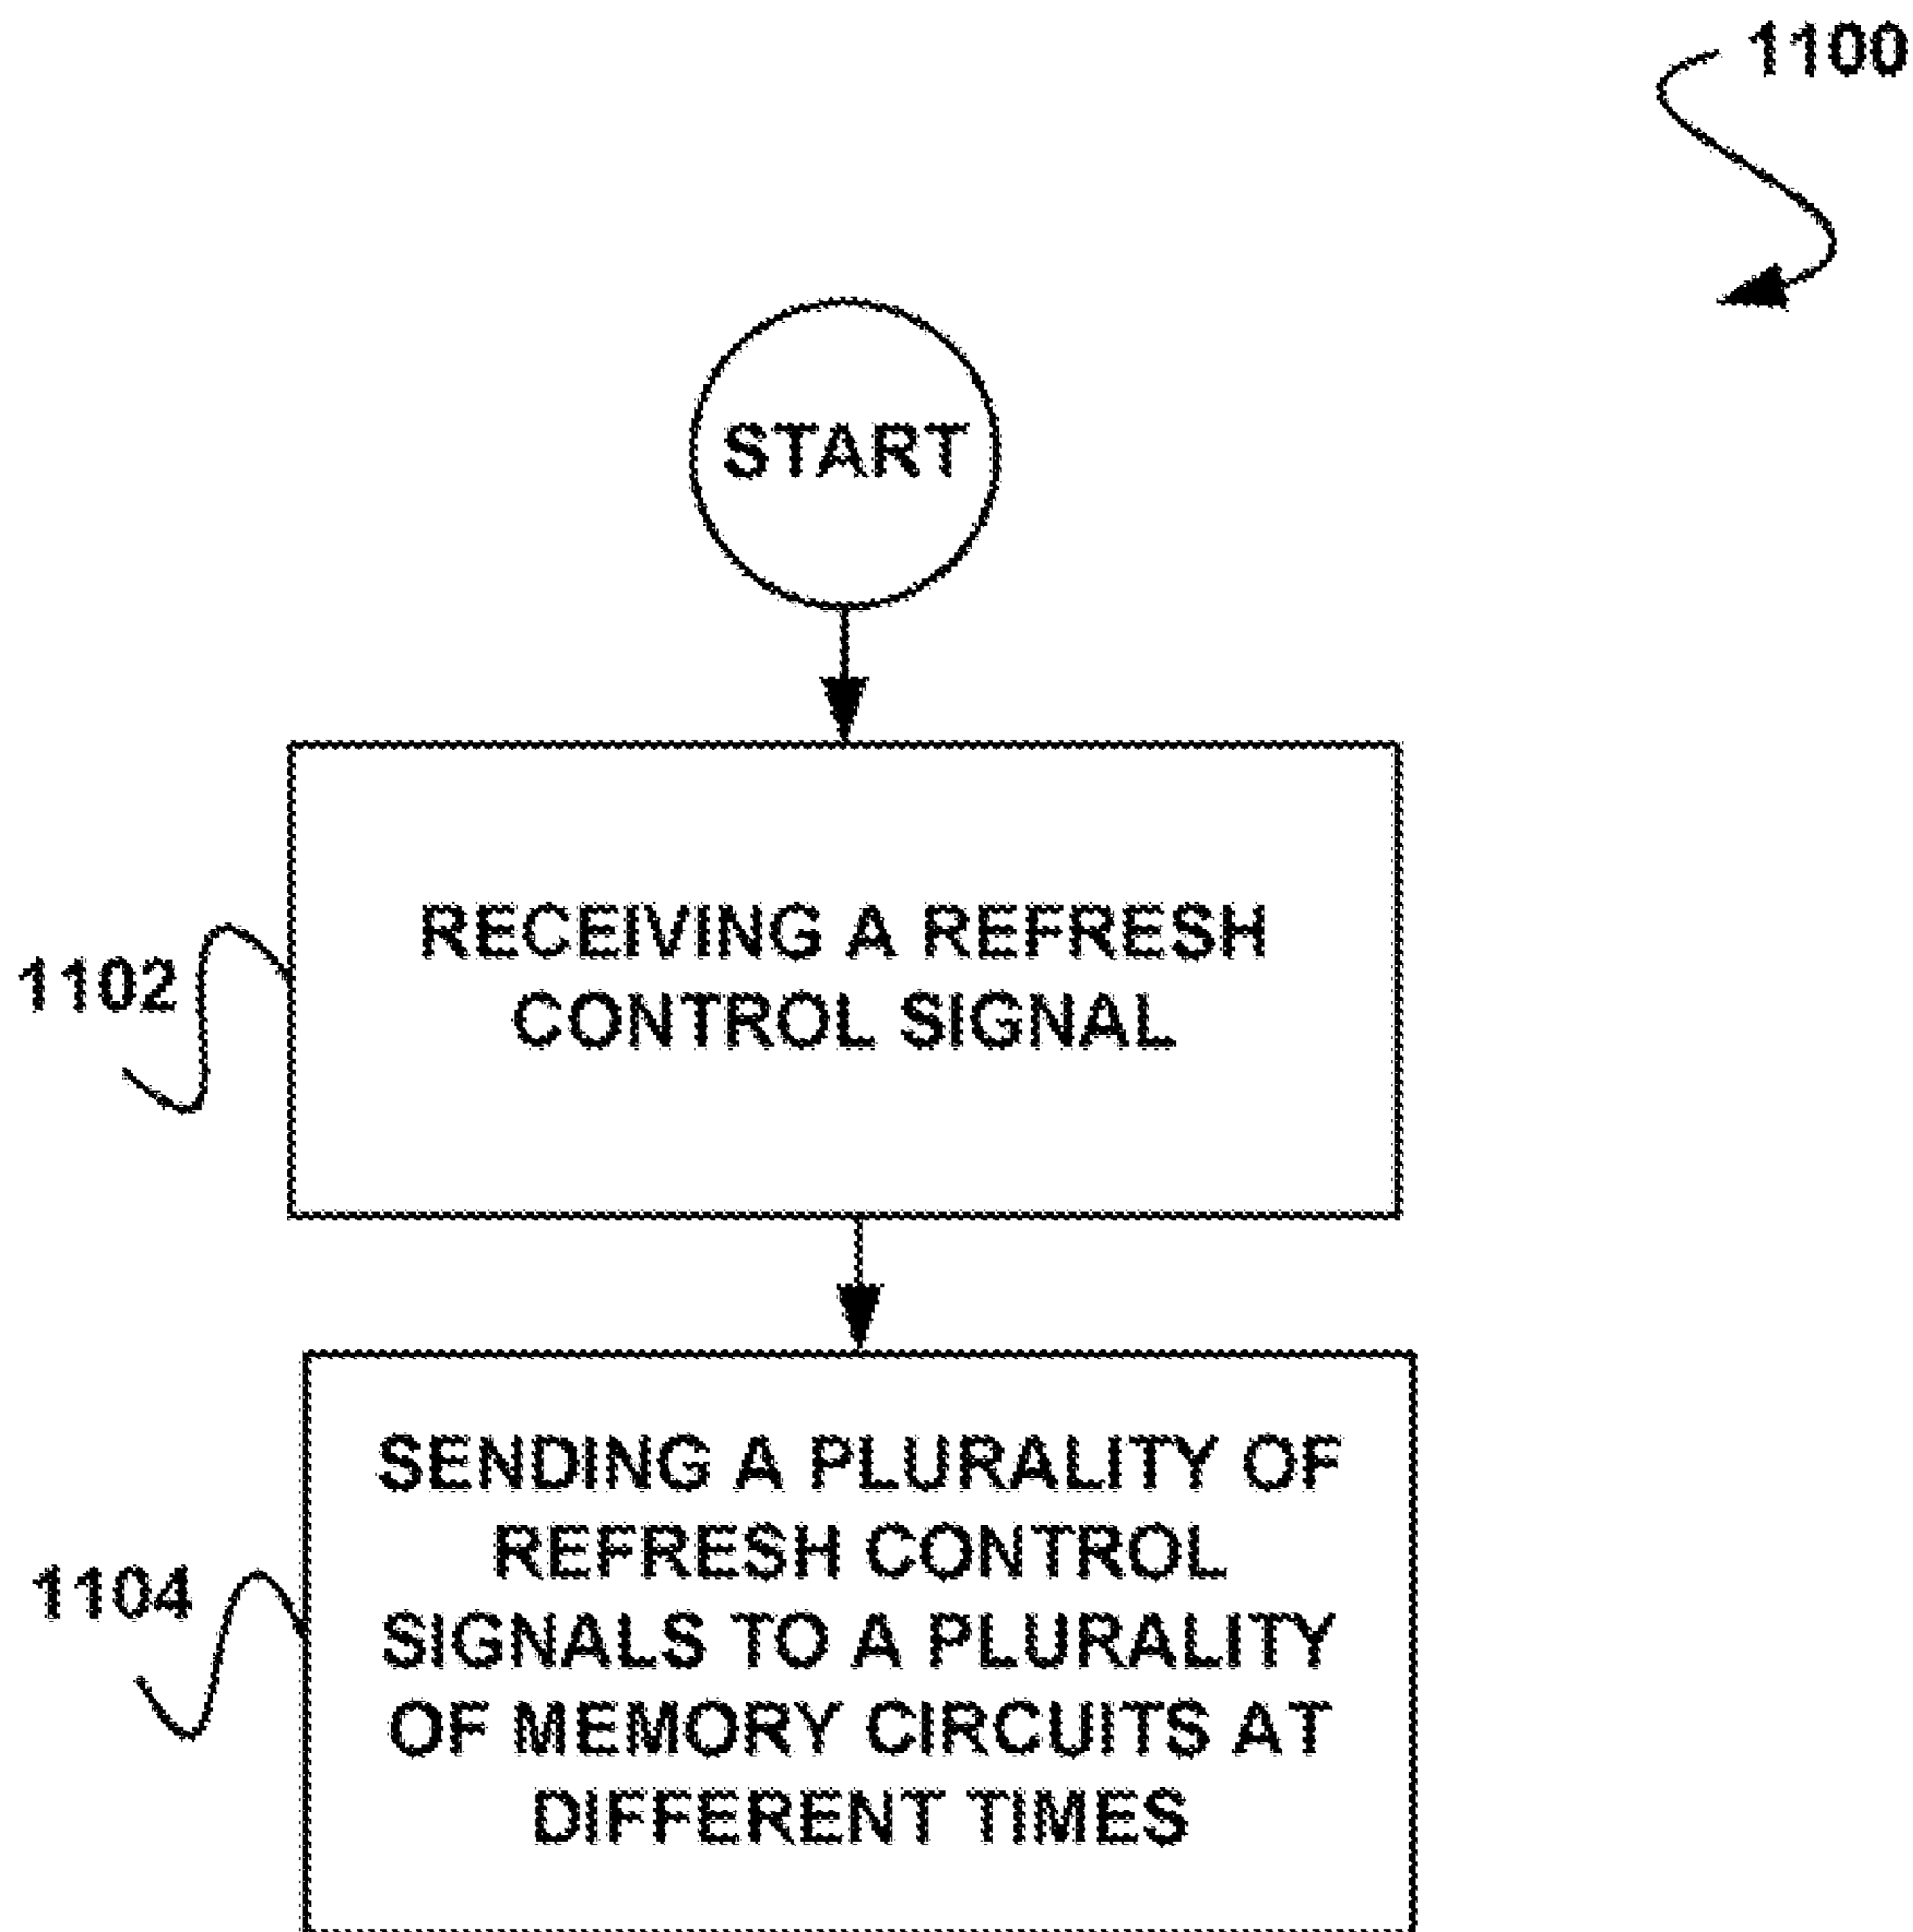 1100
START
RECEIVING A REFRESH
CONTROL SIGNAL
1102
SENDING A PLURALITY OF
REFRESH CONTROL
SIGNALS TO A PLURALITY
OF MEMORY CIRCUITS AT
DIFFERENT TIMES
1104